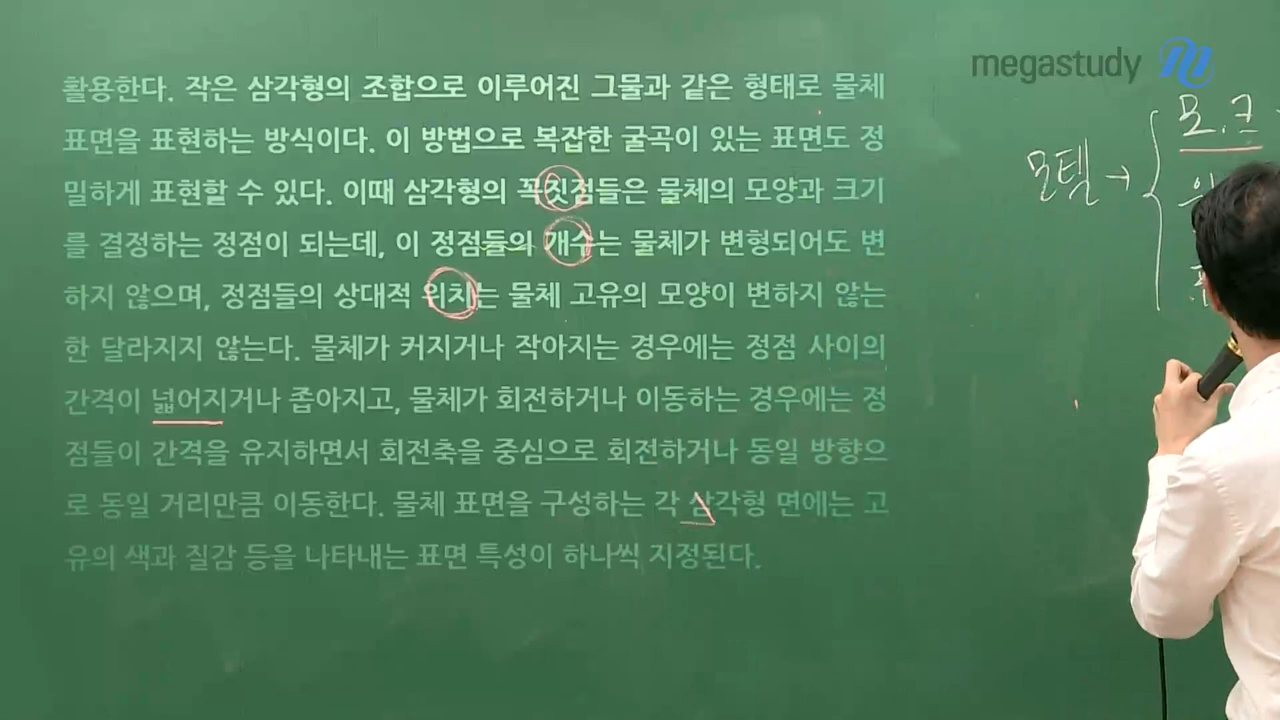 활용한다. 작은 삼각형의 조합으로 이루어진 그물과 같은 형태로 물체
표면을 표현하는 방식이다. 이 방법으로 복잡한 굴곡이 있는 표면도 정
밀하게 표현할 수 있다. 이때 삼각형의 꼭짓점들은 물체의 모양과 크기
를 결정하는 정점이 되는데, 이 정점들의 개수는 물체가 변형되어도 변
하지 않으며, 정점들의 상대적 위치는 물체 고유의 모양이 변하지 않는
한 달라지지 않는다. 물체가 커지거나 작아지는 경우에는 정점 사이의
간격이 넓어지거나 좁아지고, 물체가 회전하거나 이동하는 경우에는 정
점들이 간격을 유지하면서 회전축을 중심으로 회전하거나 동일 방향으
로 동일 거리만큼 이동한다. 물체 표면을 구성하는 각 삼각형 면에는 고
유의 색과 질감 등을 나타내는 표면 특성이 하나씩 지정된다.
megastudy
모델 →
모.크